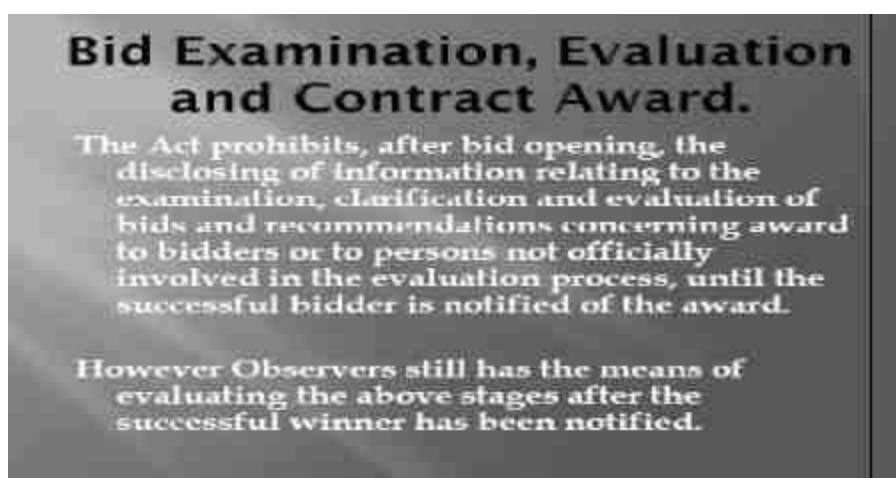 Bid Examination, Evaluation
and Contract Award.
The Act prohibits, after bid opening, the
disclosing of information relating to the
examination, clarification and evaluation of
bids and recommendations concerning award
to bidders or to persons not officially
involved in the evaluation process, until the
successful bidder is notified of the award.
However Observers still has the means of
evaluating the above stages after the
successful winner has been notified.